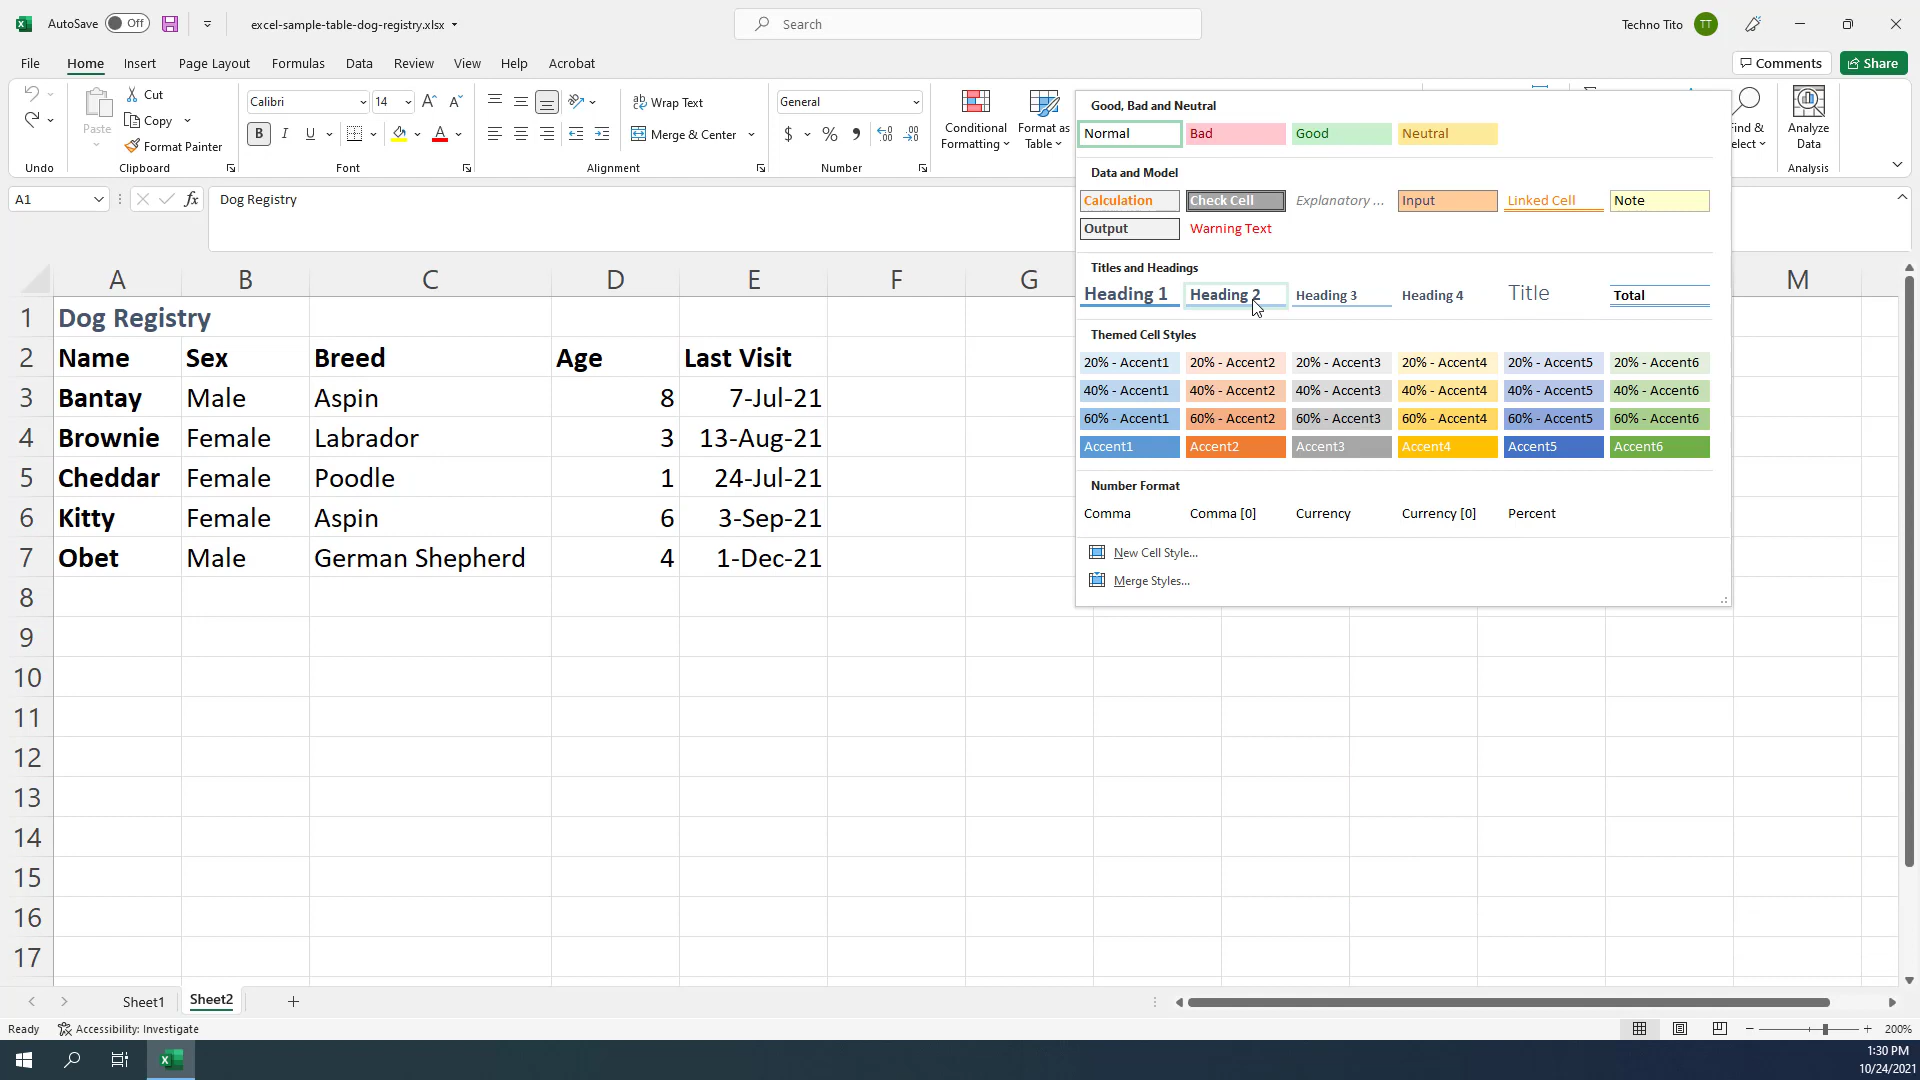 AutoSave Off excel-sample-table-dog-registry.xlsx Search Techno Tito TT
File Home Insert Page Layout Formulas Data Review View Help Acrobat Comments Share
Cut
Copy
Format Painter
Paste
Undo Clipboard
Calibri 14
B I U A
Font
Wrap Text
Merge & Center
Alignment
General
$ % ,
Number
Conditional Formatting
Format as Table
Analyze Data
Analysis
A1 fx Dog Registry
Good, Bad and Neutral
Normal Bad Good Neutral
Data and Model
Calculation Check Cell Explanatory ... Input Linked Cell Note
Output Warning Text
Titles and Headings
Heading 1 Heading 2 Heading 3 Heading 4 Title Total
Themed Cell Styles
20% - Accent1 20% - Accent2 20% - Accent3 20% - Accent4 20% - Accent5 20% - Accent6
40% - Accent1 40% - Accent2 40% - Accent3 40% - Accent4 40% - Accent5 40% - Accent6
60% - Accent1 60% - Accent2 60% - Accent3 60% - Accent4 60% - Accent5 60% - Accent6
Accent1 Accent2 Accent3 Accent4 Accent5 Accent6
Number Format
Comma Comma [0] Currency Currency [0] Percent
New Cell Style...
Merge Styles...
A B C D E F G M
1 Dog Registry
2 Name Sex Breed Age Last Visit
3 Bantay Male Aspin 8 7-Jul-21
4 Brownie Female Labrador 3 13-Aug-21
5 Cheddar Female Poodle 1 24-Jul-21
6 Kitty Female Aspin 6 3-Sep-21
7 Obet Male German Shepherd 4 1-Dec-21
8
9
10
11
12
13
14
15
16
17
Sheet1 Sheet2
Ready Accessibility: Investigate 200%
1:30 PM
10/24/2021